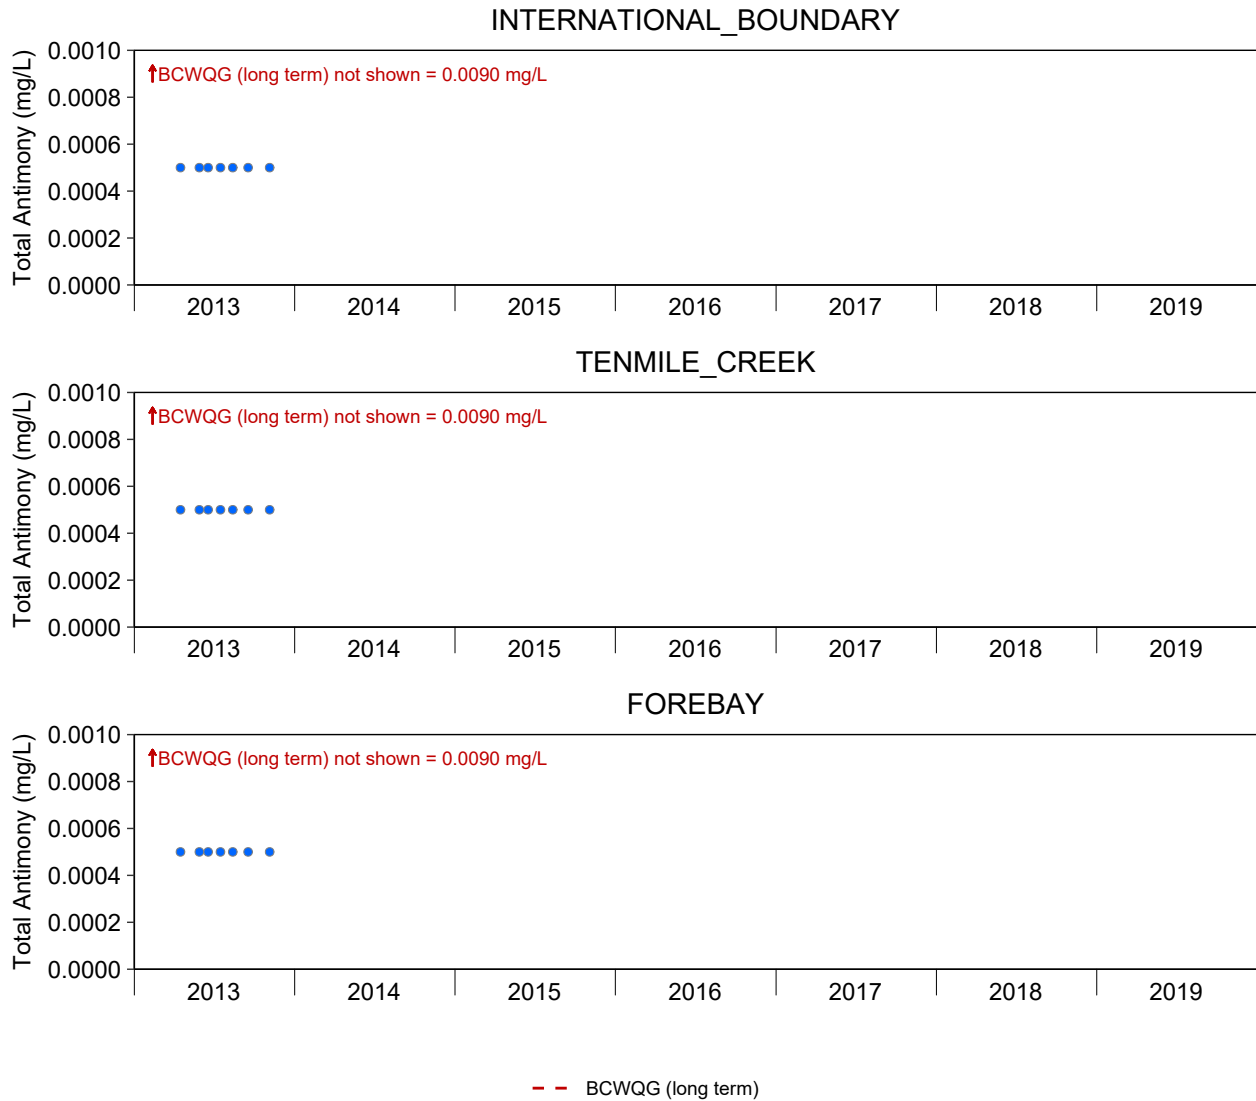 INTERNATIONAL_BOUNDARY
Total Antimony (mg/L)
0.0010
0.0008
0.0006
0.0004
0.0002
0.0000
BCWQG (long term) not shown = 0.0090 mg/L
2013 2014 2015 2016 2017 2018 2019
TENMILE_CREEK
Total Antimony (mg/L)
0.0010
0.0008
0.0006
0.0004
0.0002
0.0000
BCWQG (long term) not shown = 0.0090 mg/L
2013 2014 2015 2016 2017 2018 2019
FOREBAY
Total Antimony (mg/L)
0.0010
0.0008
0.0006
0.0004
0.0002
0.0000
BCWQG (long term) not shown = 0.0090 mg/L
2013 2014 2015 2016 2017 2018 2019
BCWQG (long term)